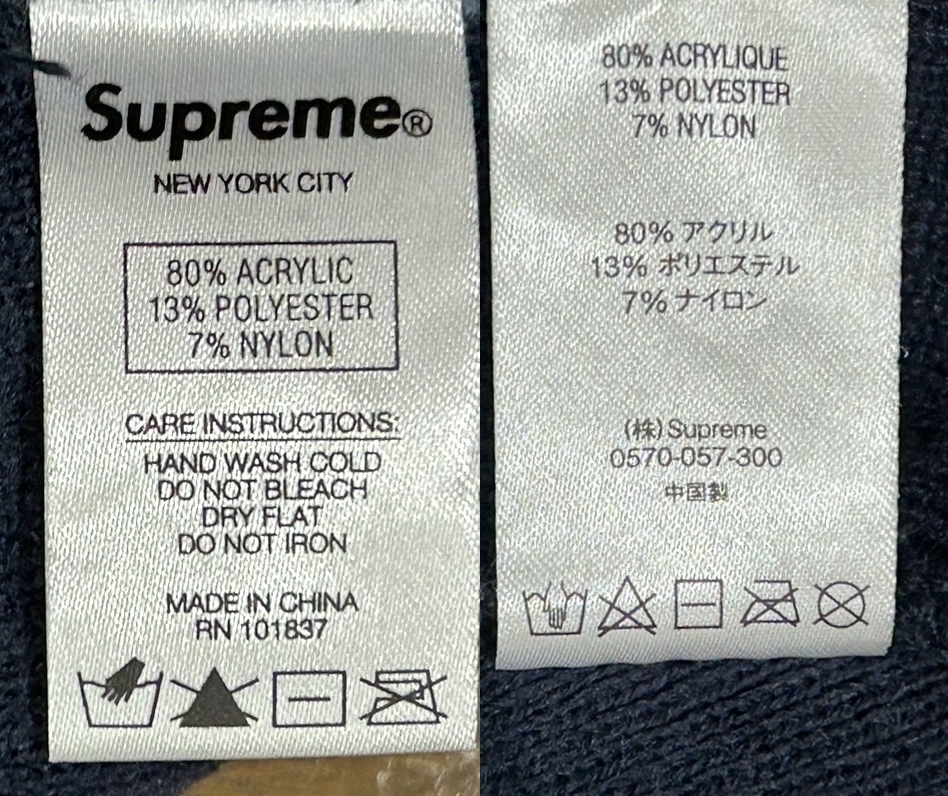 Supreme®
NEW YORK CITY
80% ACRYLIC
13% POLYESTER
7% NYLON
CARE INSTRUCTIONS:
HAND WASH COLD
DO NOT BLEACH
DRY FLAT
DO NOT IRON
MADE IN CHINA
RN 101837
80% ACRYLIQUE
13% POLYESTER
7% NYLON
80% アクリル
13% ポリエステル
7% ナイロン
(株)Supreme
0570-057-300
中国製